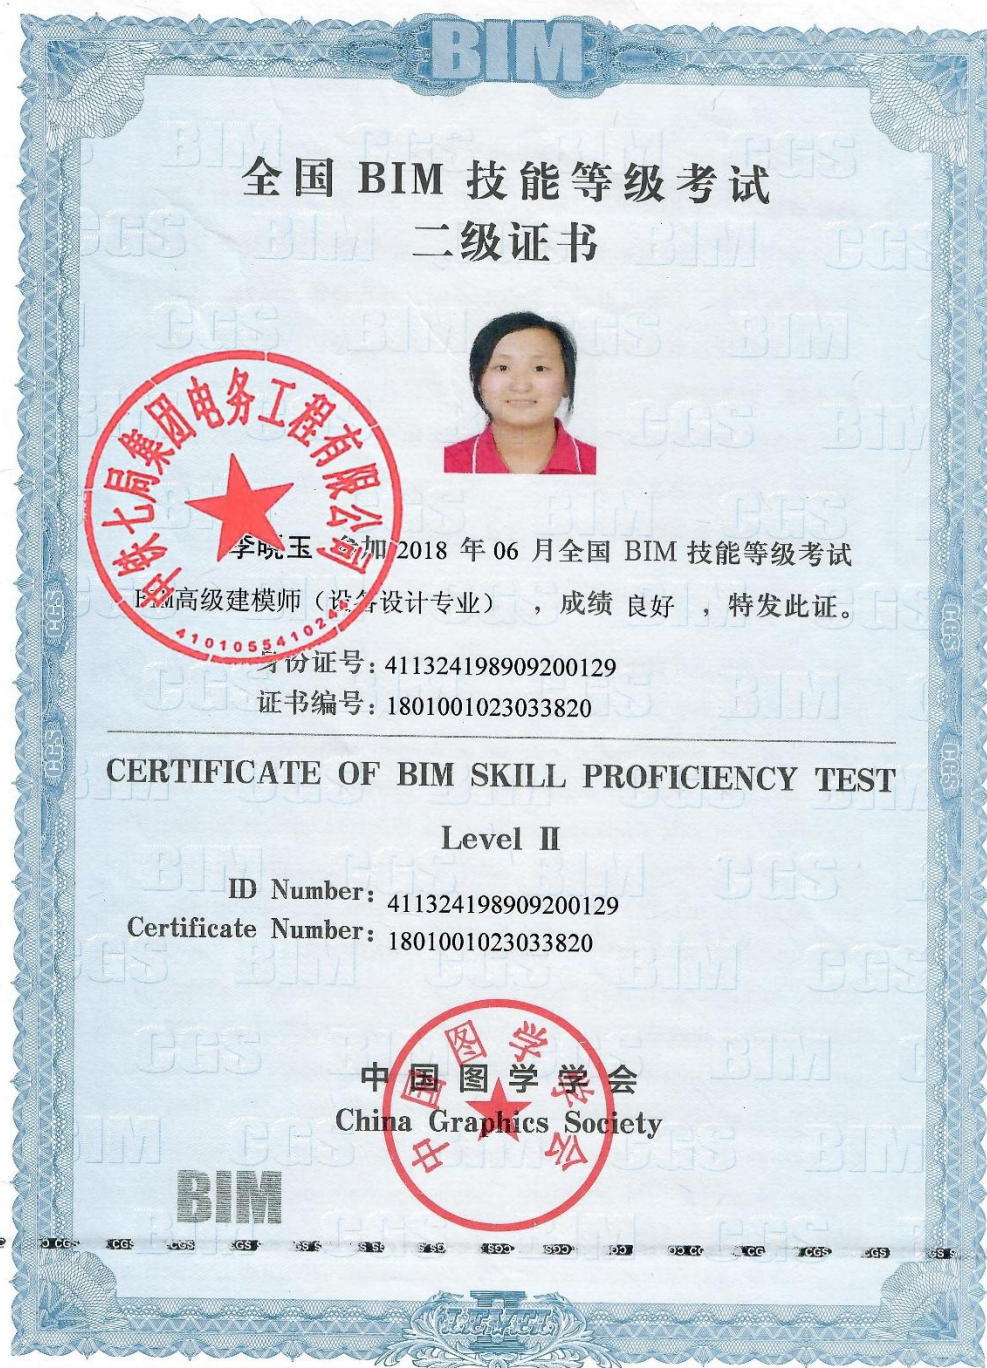 BIM
全国 BIM 技能等级考试
二级证书
中铁七局集团电务工程有限公司
李晓玉 参加 2018 年 06 月全国 BIM 技能等级考试
BIM高级建模师（设备设计专业） ，成绩 良好 ，特发此证。
身份证号：411324198909200129
证书编号：1801001023033820
CERTIFICATE OF BIM SKILL PROFICIENCY TEST
Level Ⅱ
ID Number：411324198909200129
Certificate Number：1801001023033820
中国图学学会
中国图学学会
China Graphics Society
BIM